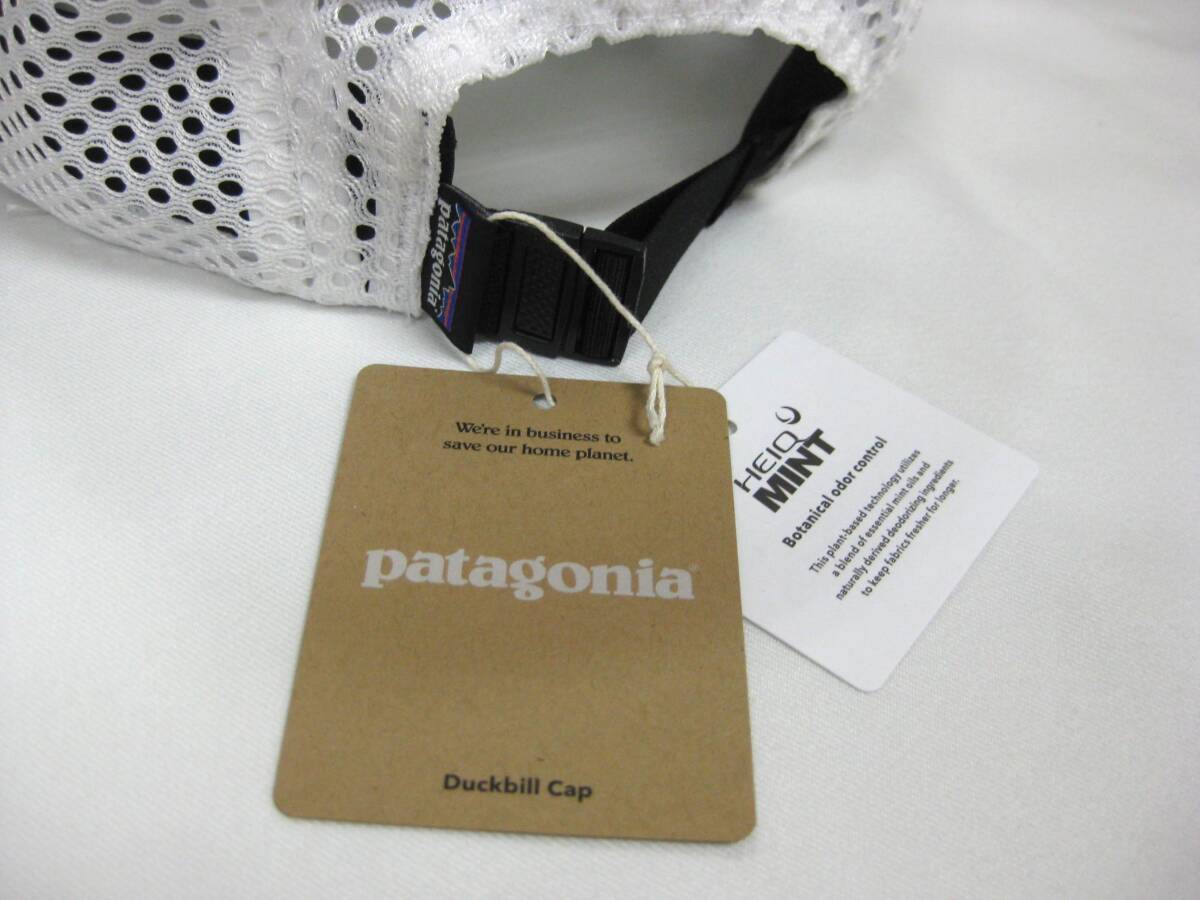 patagonia
We're in business to
save our home planet.
patagonia®
Duckbill Cap
HEIQ
MINT
Botanical odor control
This plant-based technology utilizes
a blend of essential mint oils and
naturally derived deodorizing ingredients
to keep fabrics fresher for longer.